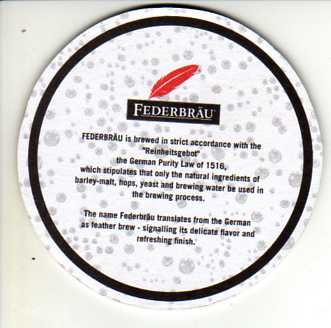 FEDERBRÄU
FEDERBRÄU is brewed in strict accordance with the
"Reinheitsgebot"
the German Purity Law of 1516,
which stipulates that only the natural ingredients of
barley-malt, hops, yeast and brewing water be used in
the brewing process.
The name Federbräu translates from the German
as feather brew - signalling its delicate flavor and
refreshing finish.